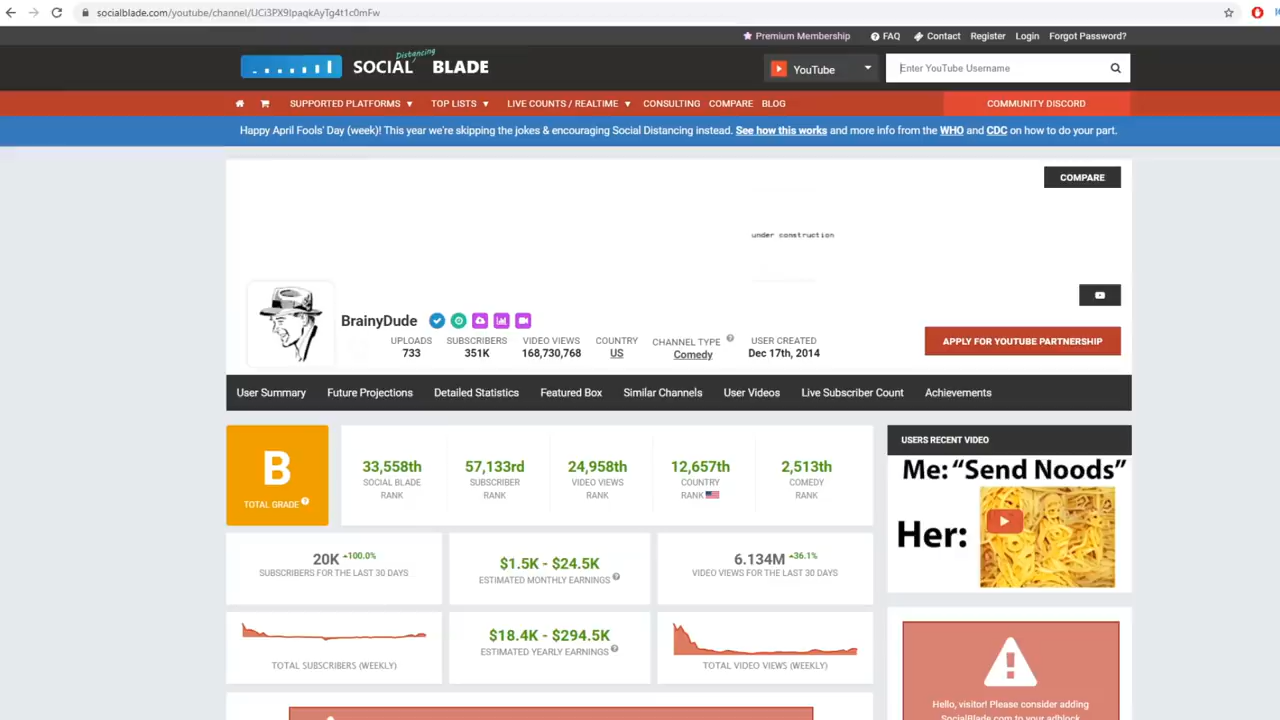 socialblade.com/youtube/channel/UCi3PX9IpaqkAyTg4t1c0mFw
Premium Membership FAQ Contact Register Login Forgot Password?
Distancing
SOCIAL BLADE
YouTube
Enter YouTube Username
SUPPORTED PLATFORMS TOP LISTS LIVE COUNTS / REALTIME CONSULTING COMPARE BLOG COMMUNITY DISCORD
Happy April Fools' Day (week)! This year we're skipping the jokes & encouraging Social Distancing instead. See how this works and more info from the WHO and CDC on how to do your part.
COMPARE
under construction
BrainyDude
UPLOADS SUBSCRIBERS VIDEO VIEWS COUNTRY CHANNEL TYPE USER CREATED
733 351K 168,730,768 US Comedy Dec 17th, 2014
APPLY FOR YOUTUBE PARTNERSHIP
User Summary Future Projections Detailed Statistics Featured Box Similar Channels User Videos Live Subscriber Count Achievements
B
TOTAL GRADE
33,558th 57,133rd 24,958th 12,657th 2,513th
SOCIAL BLADE SUBSCRIBER VIDEO VIEWS COUNTRY COMEDY
RANK RANK RANK RANK RANK
USERS RECENT VIDEO
Me: “Send Noods”
Her:
20K +100.0%
SUBSCRIBERS FOR THE LAST 30 DAYS
$1.5K - $24.5K
ESTIMATED MONTHLY EARNINGS
6.134M +36.1%
VIDEO VIEWS FOR THE LAST 30 DAYS
TOTAL SUBSCRIBERS (WEEKLY)
$18.4K - $294.5K
ESTIMATED YEARLY EARNINGS
TOTAL VIDEO VIEWS (WEEKLY)
Hello, visitor! Please consider adding
SocialBlade.com to your adblock